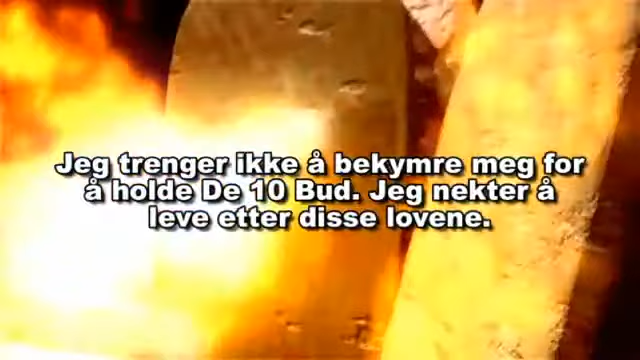 Jeg trenger ikke å bekymre meg for
å holde De 10 Bud. Jeg nekter å
leve etter disse lovene.